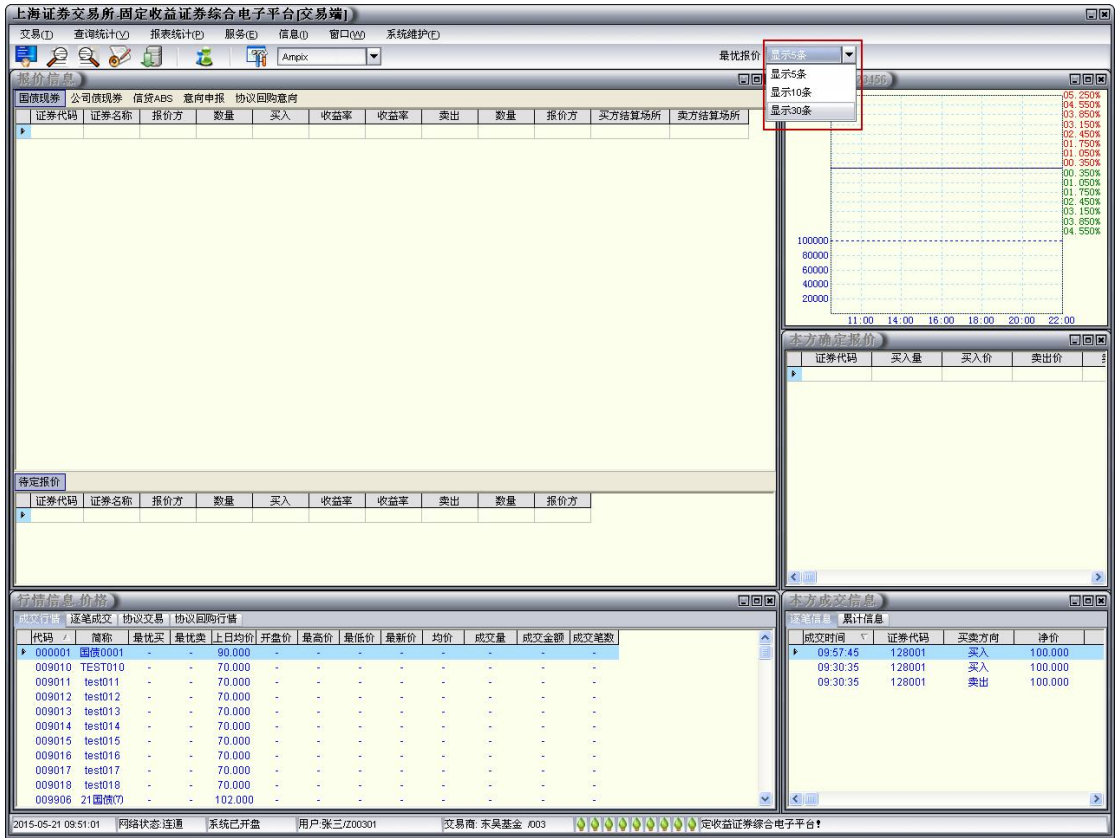 上海证券交易所-固定收益证券综合电子平台[交易端]
交易(T) 查询统计(V) 报表统计(P) 服务(E) 信息(I) 窗口(W) 系统维护(F)
Ampix 最优报价 显示5条
显示5条
显示10条
显示30条
报价信息
国债现券 公司债现券 信贷ABS 意向申报 协议回购意向
证券代码 证券名称 报价方 数量 买入 收益率 收益率 卖出 数量 报价方 买方结算场所 卖方结算场所
待定报价
证券代码 证券名称 报价方 数量 买入 收益率 收益率 卖出 数量 报价方
3456)
05.250%
04.550%
03.850%
03.150%
02.450%
01.750%
01.050%
00.350%
00.350%
01.050%
01.750%
02.450%
03.150%
03.850%
04.550%
100000
80000
60000
40000
20000
11:00 14:00 16:00 18:00 20:00 22:00
本方确定报价
证券代码 买入量 买入价 卖出价
行情信息-价格
成交行情 逐笔成交 协议交易 协议回购行情
代码 简称 最优买 最优卖 上日均价 开盘价 最高价 最低价 最新价 均价 成交量 成交金额 成交笔数
000001 国债0001 - - 90.000 - - - - - - - -
009010 TEST010 - - 70.000 - - - - - - - -
009011 test011 - - 70.000 - - - - - - - -
009012 test012 - - 70.000 - - - - - - - -
009013 test013 - - 70.000 - - - - - - - -
009014 test014 - - 70.000 - - - - - - - -
009015 test015 - - 70.000 - - - - - - - -
009016 test016 - - 70.000 - - - - - - - -
009017 test017 - - 70.000 - - - - - - - -
009018 test018 - - 70.000 - - - - - - - -
009906 21国债(7) - - 102.000 - - - - - - - -
本方成交信息
逐笔信息 累计信息
成交时间 证券代码 买卖方向 净价
09:57:45 128001 买入 100.000
09:30:35 128001 买入 100.000
09:30:35 128001 卖出 100.000
2015-05-21 09:51:01 网络状态:连通 系统已开盘 用户:张三/Z00301 交易商: 东吴基金 /003 定收益证券综合电子平台!